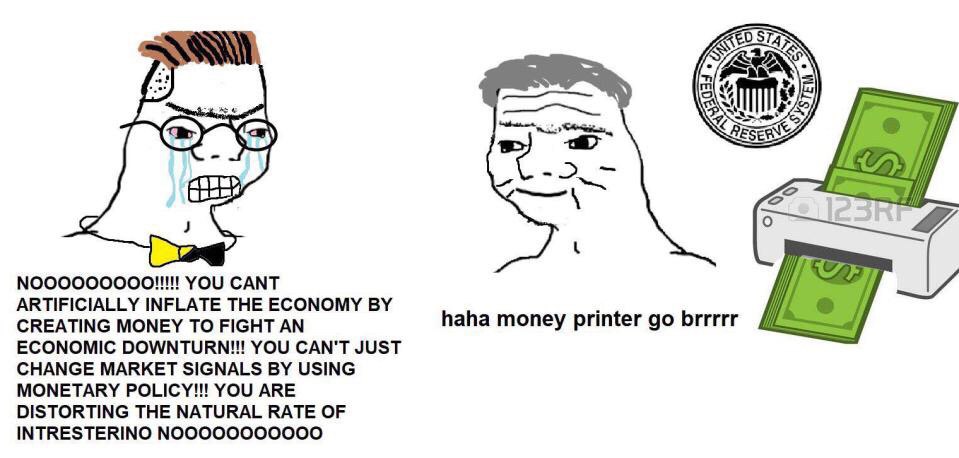 NOOOOOOOOO!!!!! YOU CANT
ARTIFICIALLY INFLATE THE ECONOMY BY
CREATING MONEY TO FIGHT AN
ECONOMIC DOWNTURN!!! YOU CAN'T JUST
CHANGE MARKET SIGNALS BY USING
MONETARY POLICY!!! YOU ARE
DISTORTING THE NATURAL RATE OF
INTRESTERINO NOOOOOOOOOOO
haha money printer go brrrrr
UNITED STATES
FEDERAL RESERVE SYSTEM
$
123RF
$